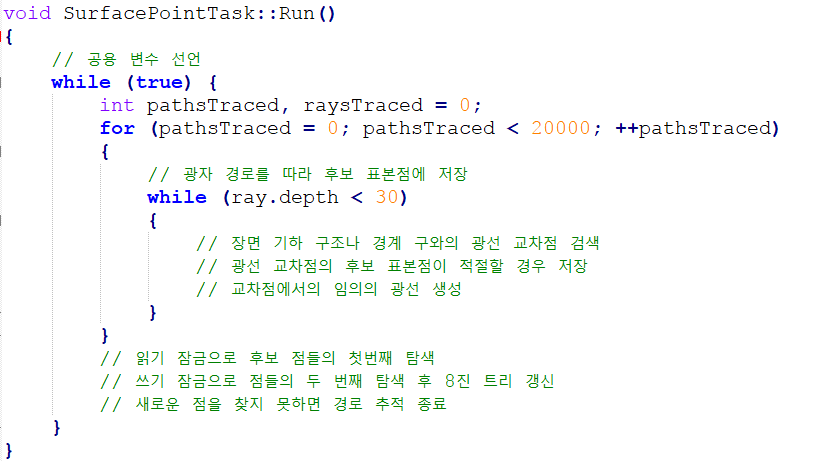 void SurfacePointTask::Run()
{
// 공용 변수 선언
while (true) {
int pathsTraced, raysTraced = 0;
for (pathsTraced = 0; pathsTraced < 20000; ++pathsTraced)
{
// 광자 경로를 따라 후보 표본점에 저장
while (ray.depth < 30)
{
// 장면 기하 구조나 경계 구와의 광선 교차점 검색
// 광선 교차점의 후보 표본점이 적절할 경우 저장
// 교차점에서의 임의의 광선 생성
}
}
// 읽기 잠금으로 후보 점들의 첫번째 탐색
// 쓰기 잠금으로 점들의 두 번째 탐색 후 8진 트리 갱신
// 새로운 점을 찾지 못하면 경로 추적 종료
}
}